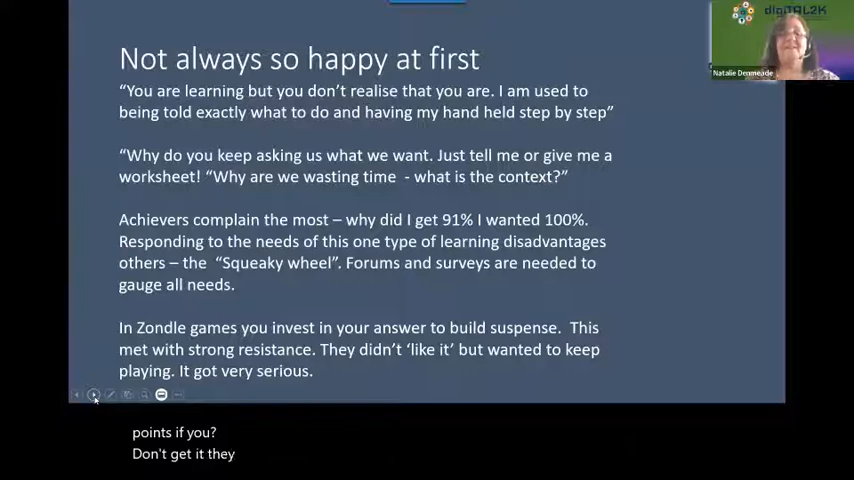 digiTAL2K
Natalie Denmeade
Not always so happy at first
“You are learning but you don’t realise that you are. I am used to
being told exactly what to do and having my hand held step by step”
“Why do you keep asking us what we want. Just tell me or give me a
worksheet! “Why are we wasting time - what is the context?”
Achievers complain the most – why did I get 91% I wanted 100%.
Responding to the needs of this one type of learning disadvantages
others – the “Squeaky wheel”. Forums and surveys are needed to
gauge all needs.
In Zondle games you invest in your answer to build suspense. This
met with strong resistance. They didn’t ‘like it’ but wanted to keep
playing. It got very serious.
points if you?
Don't get it they